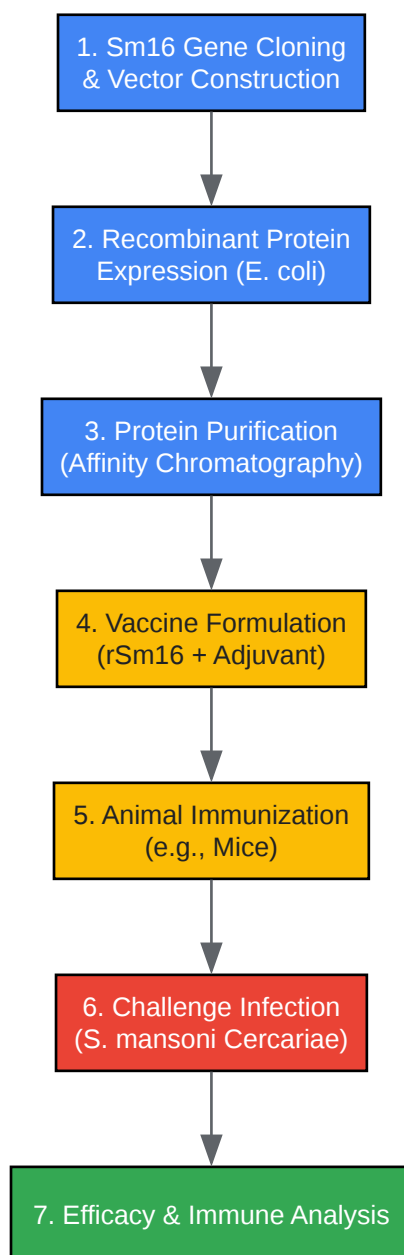 1. Sm16 Gene Cloning
& Vector Construction
2. Recombinant Protein
Expression (E. coli)
3. Protein Purification
(Affinity Chromatography)
4. Vaccine Formulation
(rSm16 + Adjuvant)
5. Animal Immunization
(e.g., Mice)
6. Challenge Infection
(S. mansoni Cercariae)
7. Efficacy & Immune Analysis